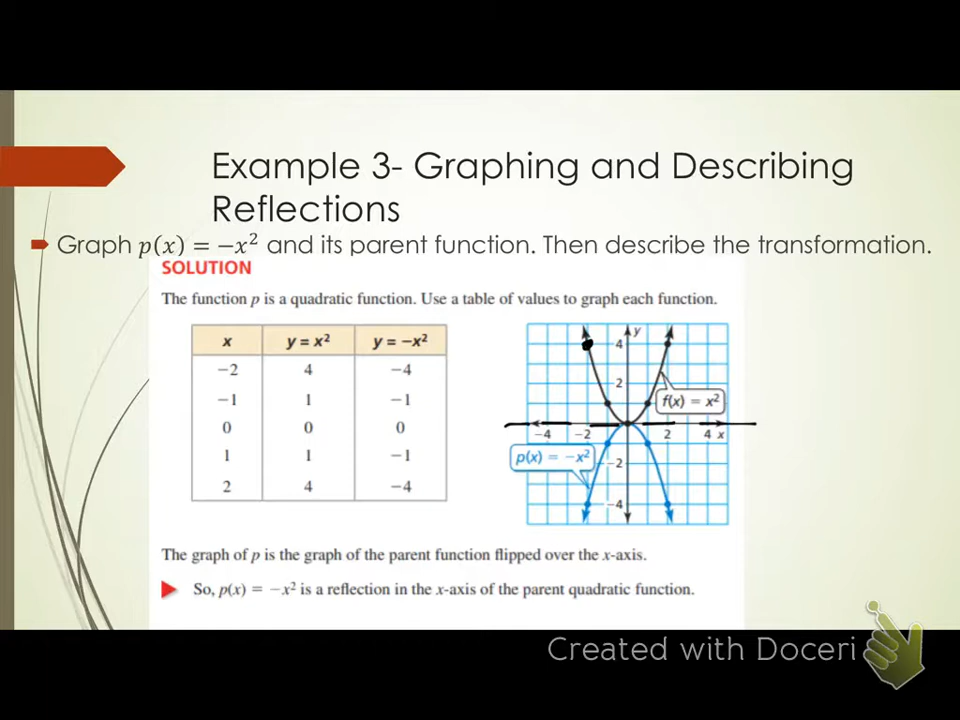 Example 3- Graphing and Describing
Reflections
Graph p(x) = −x² and its parent function. Then describe the transformation.
SOLUTION
The function p is a quadratic function. Use a table of values to graph each function.
x y = x² y = −x²
−2 4 −4
−1 1 −1
0 0 0
1 1 −1
2 4 −4
y
4
2
f(x) = x²
−4 −2 2 4 x
p(x) = −x²
−2
−4
The graph of p is the graph of the parent function flipped over the x-axis.
So, p(x) = −x² is a reflection in the x-axis of the parent quadratic function.
Created with Doceri